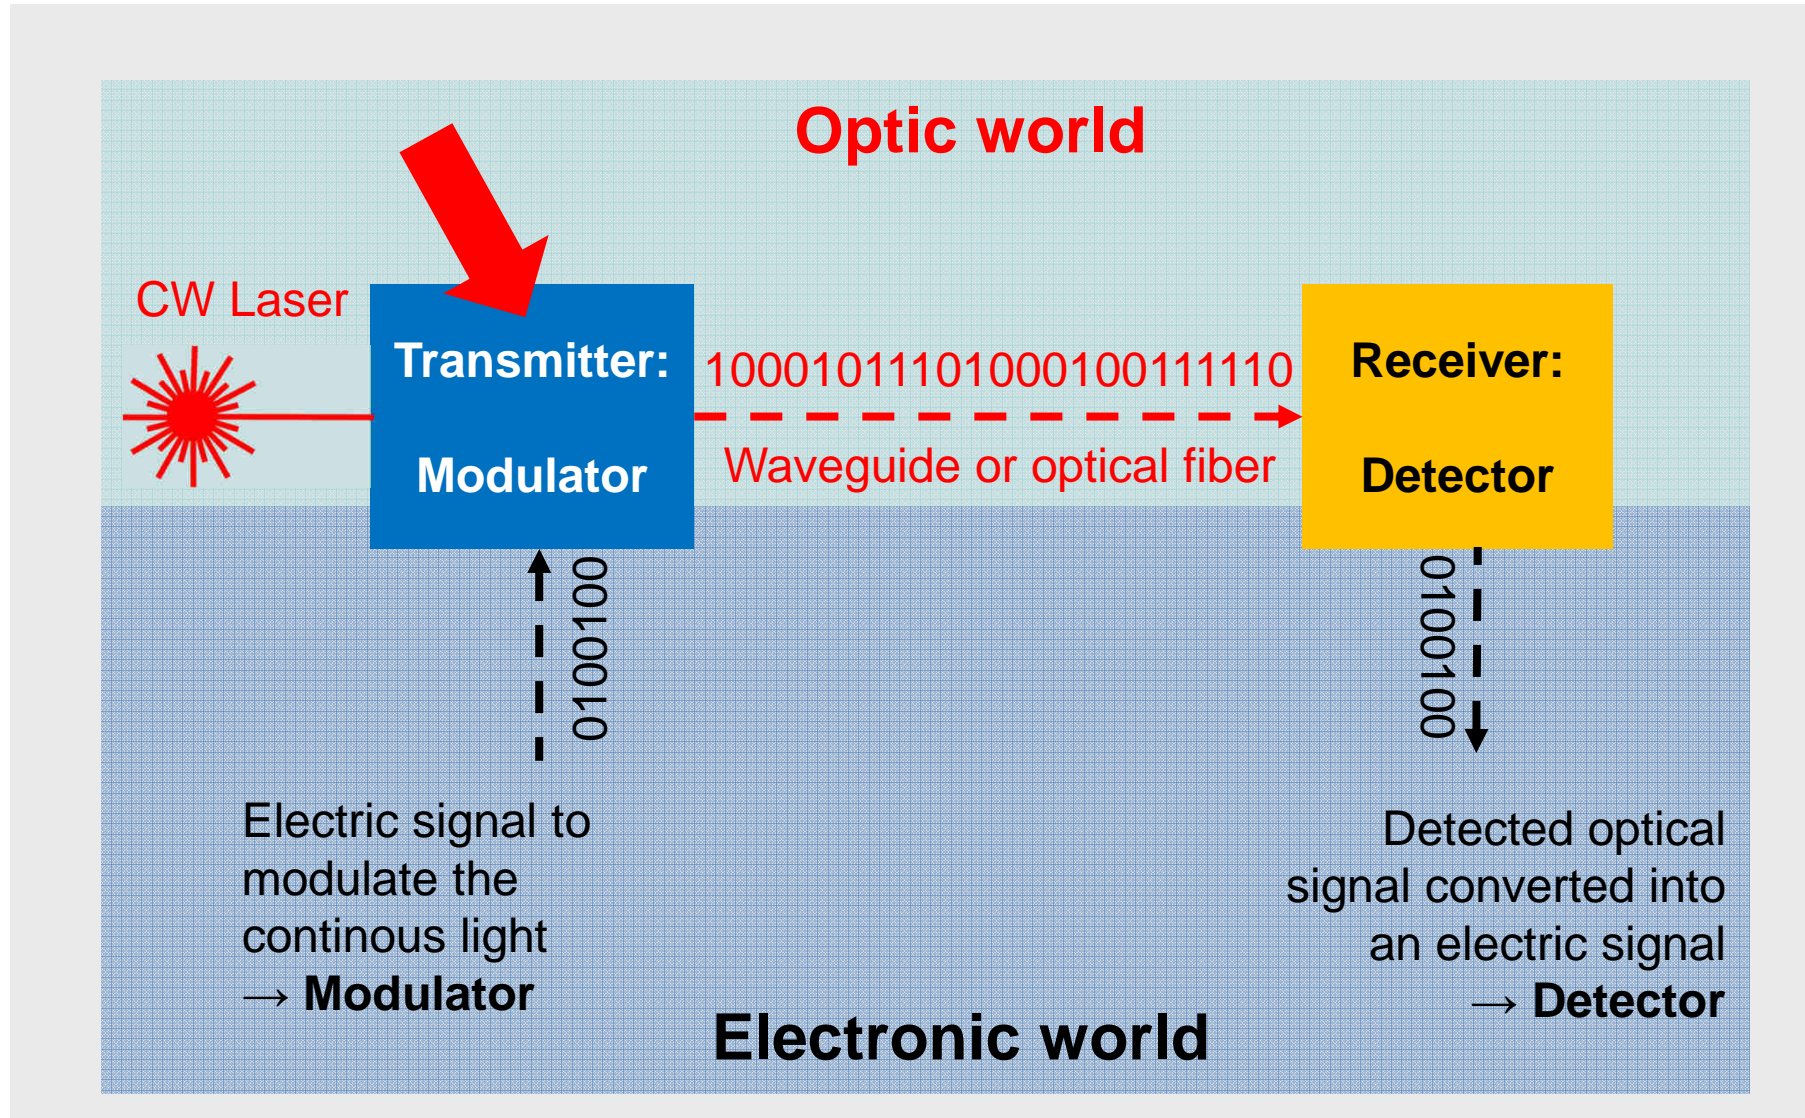 Optic world
CW Laser
Transmitter:
Modulator
10001011101000100111110
Waveguide or optical fiber
Receiver:
Detector
0100100
0100100
Electric signal to
modulate the
continous light
→ Modulator
Detected optical
signal converted into
an electric signal
→ Detector
Electronic world